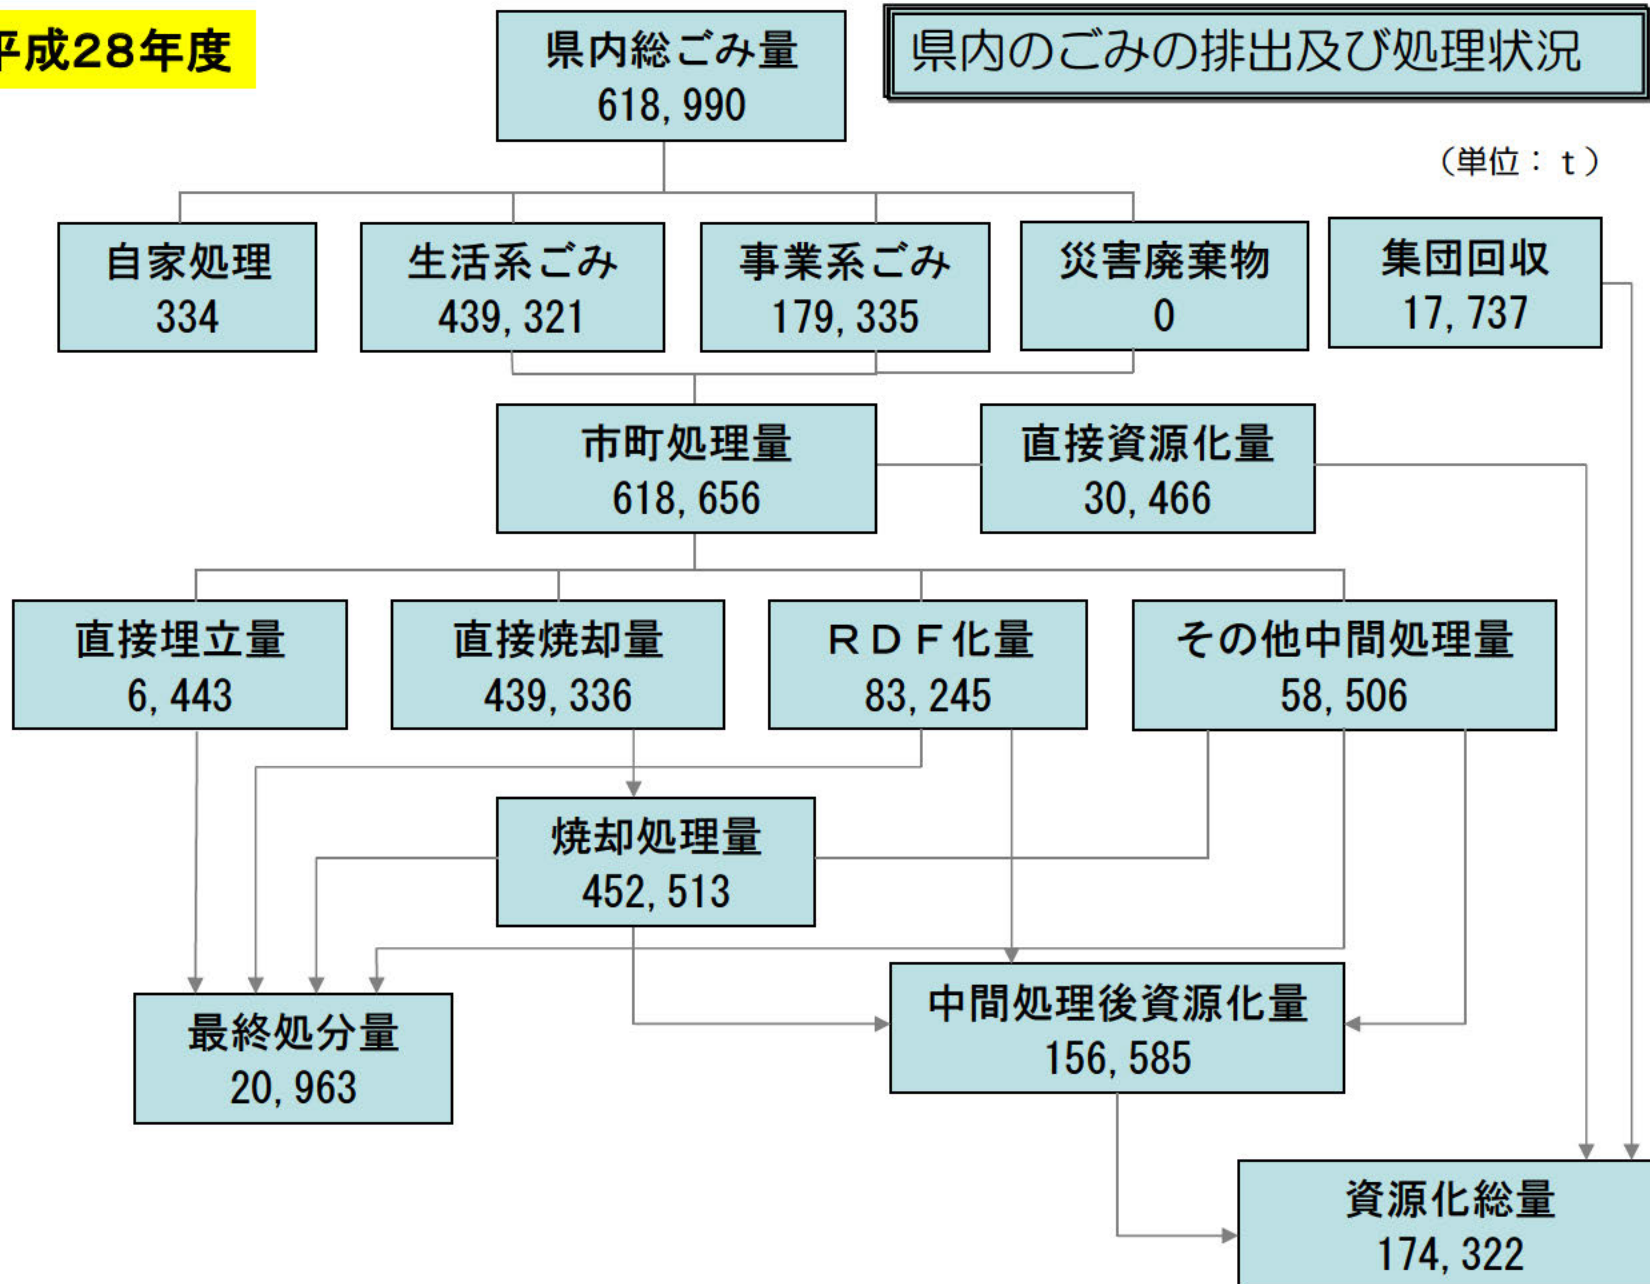 平成28年度
県内のごみの排出及び処理状況
(単位:t)
県内総ごみ量
618,990
自家処理
334
生活系ごみ
439,321
事業系ごみ
179,335
災害廃棄物
0
集団回収
17,737
市町処理量
618,656
直接資源化量
30,466
直接埋立量
6,443
直接焼却量
439,336
RDF化量
83,245
その他中間処理量
58,506
焼却処理量
452,513
最終処分量
20,963
中間処理後資源化量
156,585
資源化総量
174,322